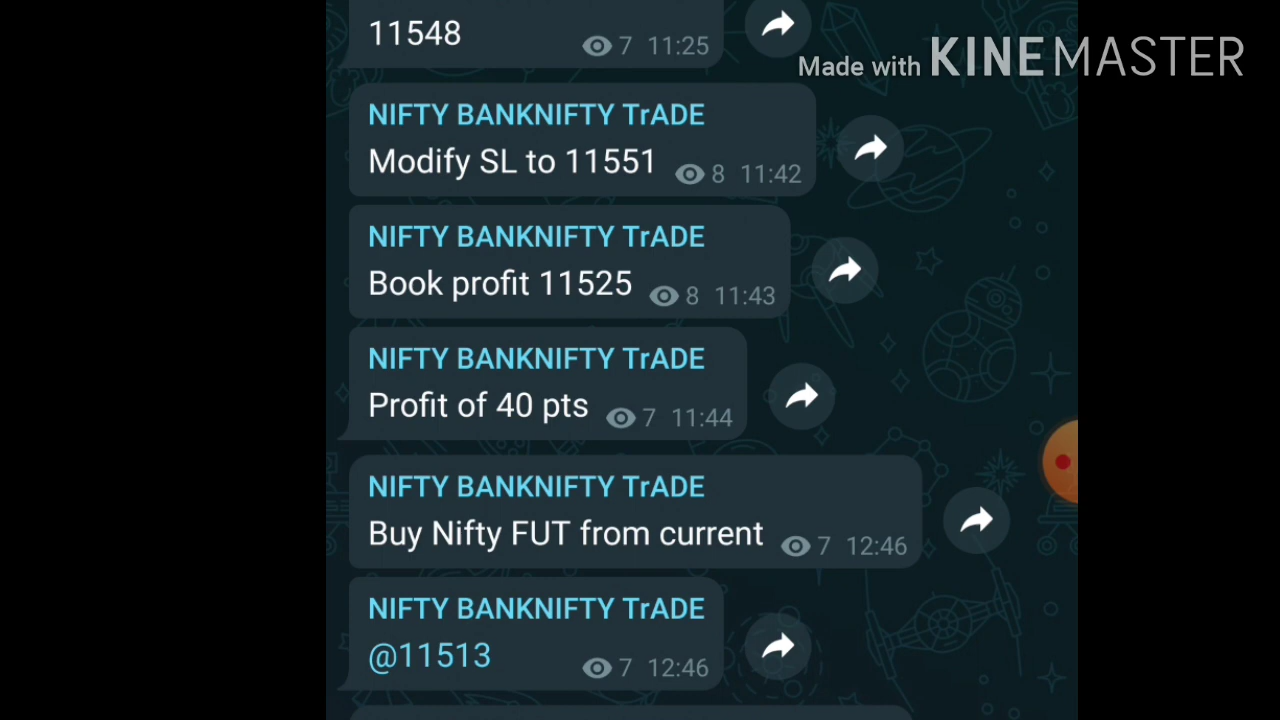 11548
7 11:25
Made with KINEMASTER
NIFTY BANKNIFTY TrADE
Modify SL to 11551
8 11:42
NIFTY BANKNIFTY TrADE
Book profit 11525
8 11:43
NIFTY BANKNIFTY TrADE
Profit of 40 pts
7 11:44
NIFTY BANKNIFTY TrADE
Buy Nifty FUT from current
7 12:46
NIFTY BANKNIFTY TrADE
@11513
7 12:46